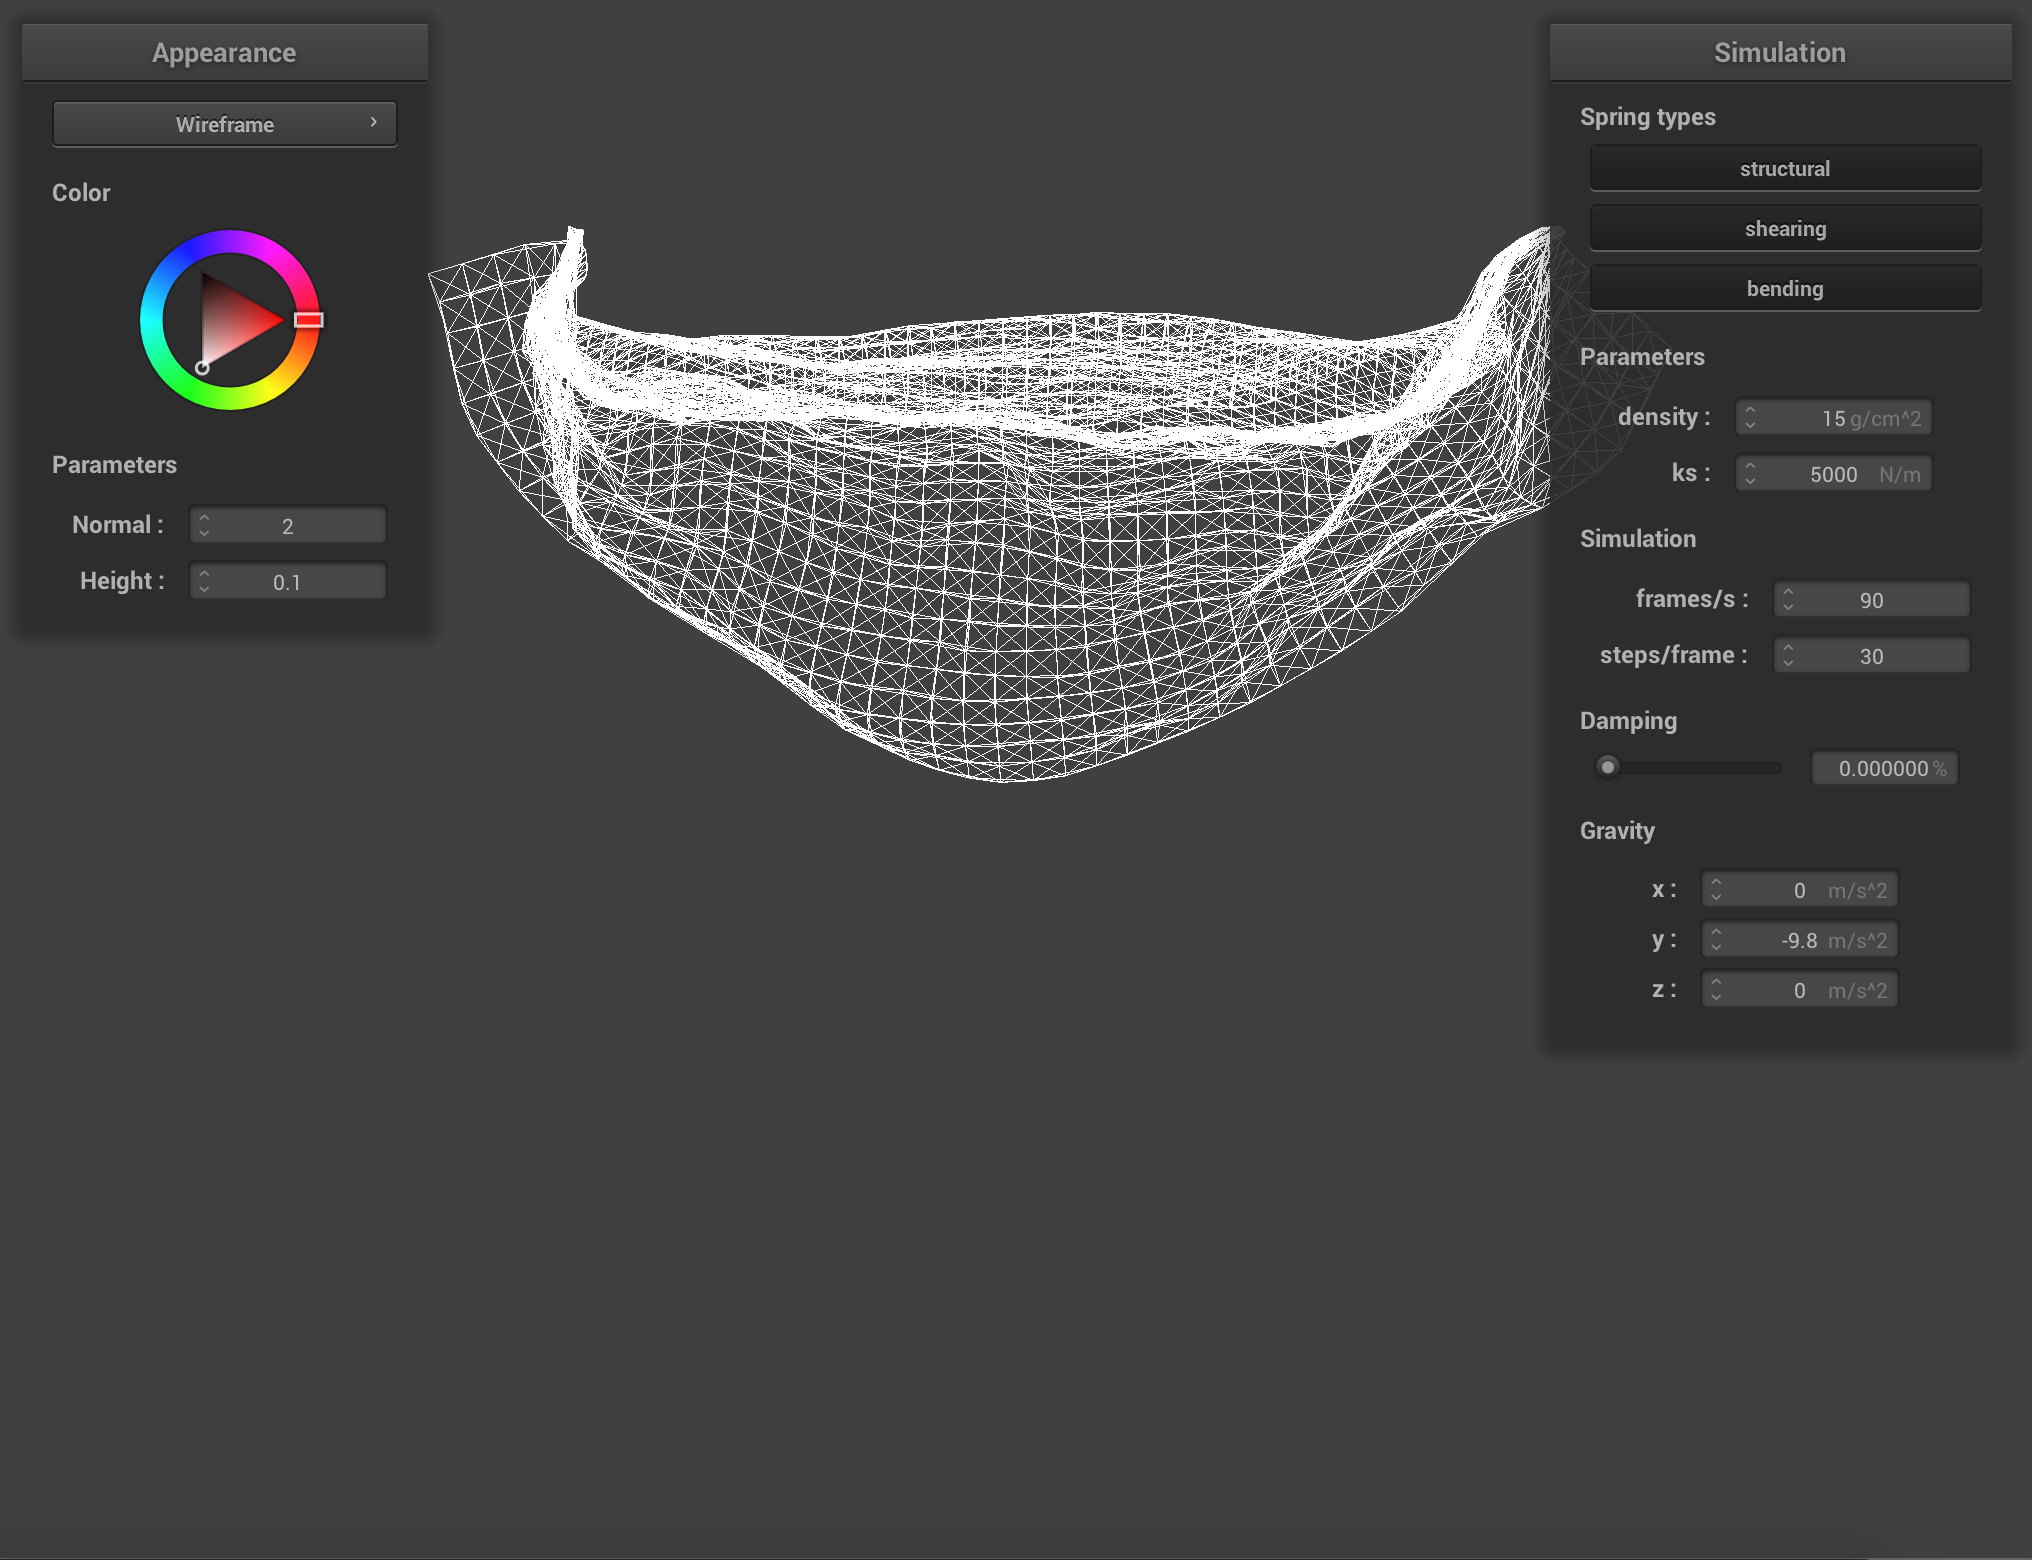 Appearance
Wireframe
Color
Parameters
Normal : 2
Height : 0.1
Simulation
Spring types
structural
shearing
bending
Parameters
density : 15 g/cm^2
ks : 5000 N/m
Simulation
frames/s : 90
steps/frame : 30
Damping
0.000000 %
Gravity
x : 0 m/s^2
y : -9.8 m/s^2
z : 0 m/s^2